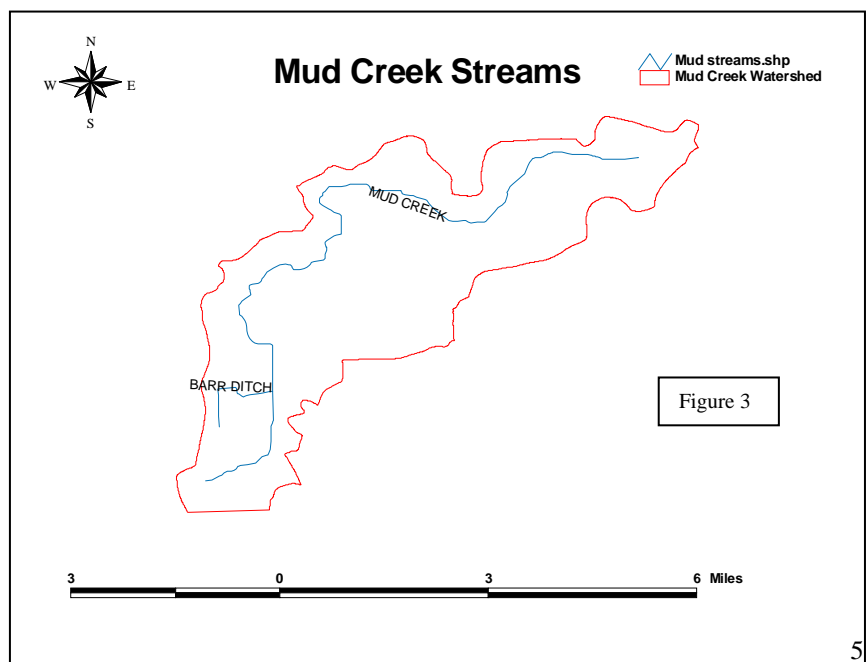 N
W E
S
Mud Creek Streams
Mud streams.shp
Mud Creek Watershed
MUD CREEK
BARR DITCH
Figure 3
3 0 3 6 Miles
5